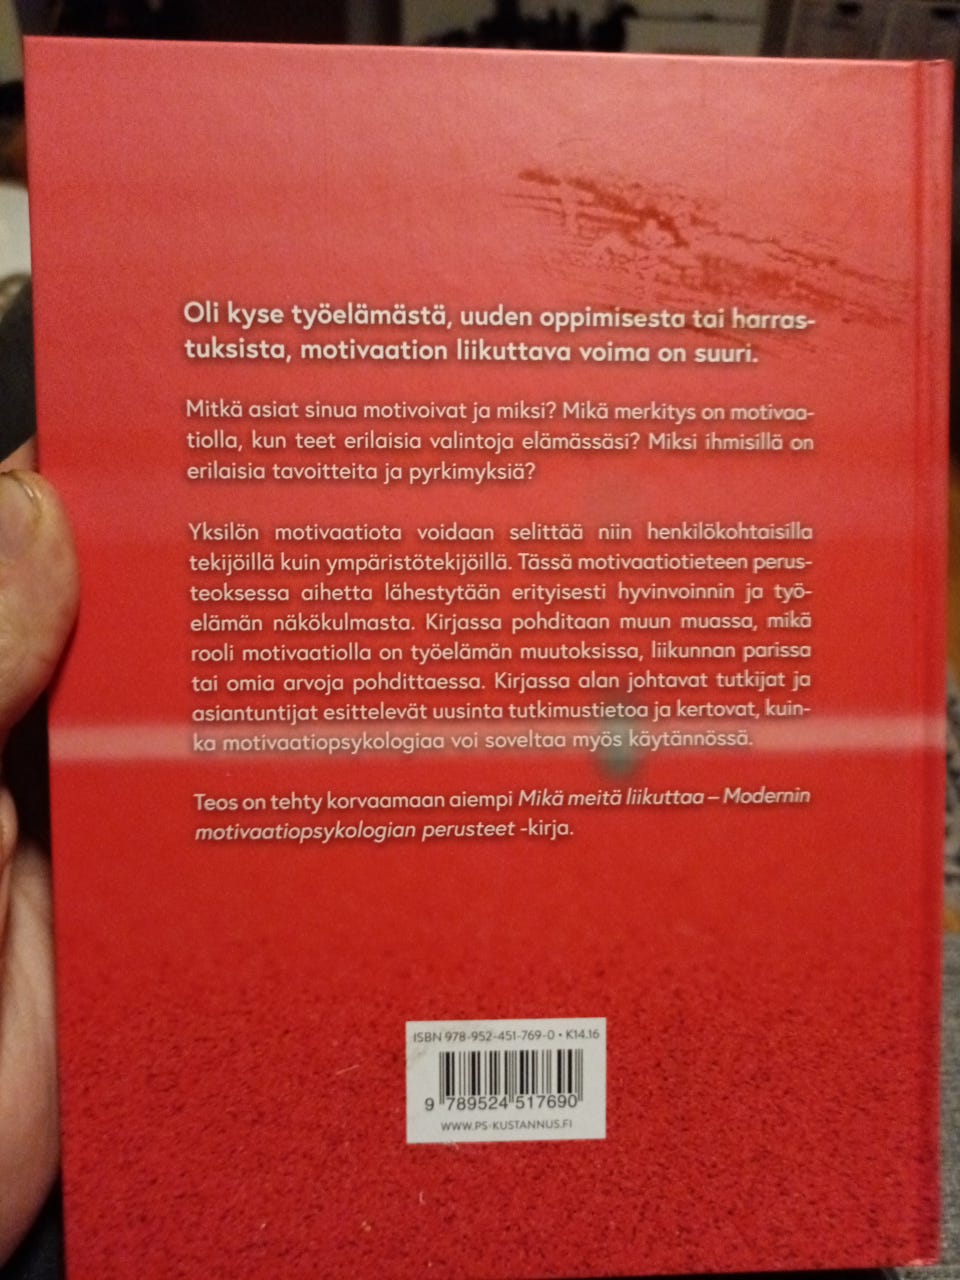 Oli kyse työelämästä, uuden oppimisesta tai harras-
tuksista, motivaation liikuttava voima on suuri.
Mitkä asiat sinua motivoivat ja miksi? Mikä merkitys on motivaa-
tiolla, kun teet erilaisia valintoja elämässäsi? Miksi ihmisillä on
erilaisia tavoitteita ja pyrkimyksiä?
Yksilön motivaatiota voidaan selittää niin henkilökohtaisilla
tekijöillä kuin ympäristötekijöillä. Tässä motivaatiotieteen perus-
teoksessa aihetta lähestytään erityisesti hyvinvoinnin ja työ-
elämän näkökulmasta. Kirjassa pohditaan muun muassa, mikä
rooli motivaatiolla on työelämän muutoksissa, liikunnan parissa
tai omia arvoja pohdittaessa. Kirjassa alan johtavat tutkijat ja
asiantuntijat esittelevät uusinta tutkimustietoa ja kertovat, kuin-
ka motivaatiopsykologiaa voi soveltaa myös käytännössä.
Teos on tehty korvaamaan aiempi Mikä meitä liikuttaa – Modernin
motivaatiopsykologian perusteet -kirja.
ISBN 978-952-451-769-0 • K14.16
9 789524 517690
WWW.PS-KUSTANNUS.FI